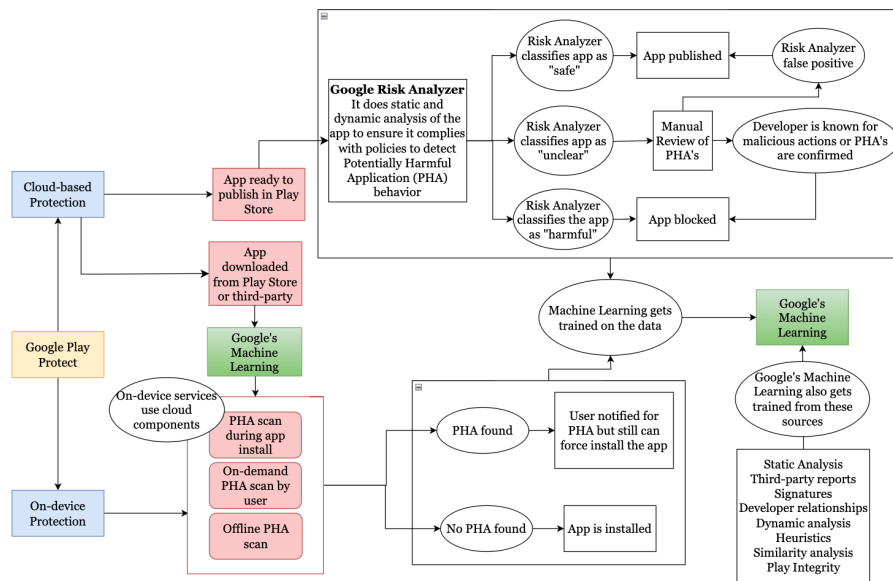 Risk Analyzer
classifies app as
"safe"
App published
Risk Analyzer
false positive
Google Risk Analyzer
It does static and
dynamic analysis of the
app to ensure it complies
with policies to detect
Potentially Harmful
Application (PHA)
behavior
Risk Analyzer
classifies app as
"unclear"
Manual
Review of
PHA's
Developer is known for
malicious actions or PHA's
are confirmed
Cloud-based
Protection
App ready to
publish in Play
Store
Risk Analyzer
classifies the app
as "harmful"
App blocked
App
downloaded
from Play Store
or third-party
Machine Learning gets
trained on the data
Google's
Machine
Learning
Google Play
Protect
Google's
Machine
Learning
On-device services
use cloud
components
Google's Machine
Learning also gets
trained from these
sources
PHA scan
during app
install
On-demand
PHA scan by
user
Offline PHA
scan
PHA found
User notified for
PHA but still can
force install the app
On-device
Protection
No PHA found
App is installed
Static Analysis
Third-party reports
Signatures
Developer relationships
Dynamic analysis
Heuristics
Similarity analysis
Play Integrity